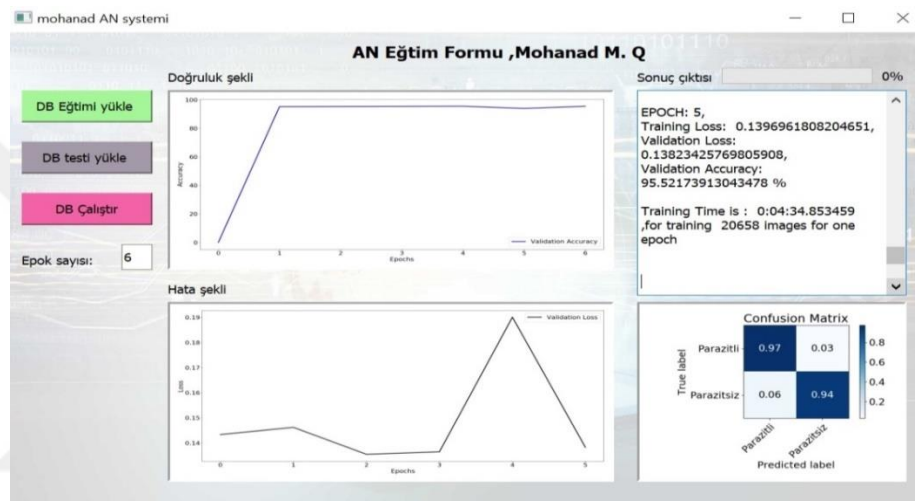 mohanad AN systemi
AN Eğtim Formu ,Mohanad M. Q
DB Eğitimi yükle
DB testi yükle
DB Çalıştır
Epok sayısı: 6
Doğruluk şekli
100
80
60
40
20
0
Accuracy
0 1 2 3 4 5 6
Epochs
Validation Accuracy
Hata şekli
0.19
0.18
0.17
0.16
0.15
0.14
Loss
0 1 2 3 4 5
Epochs
Validation Loss
Sonuç çıktısı 0%
EPOCH: 5,
Training Loss: 0.1396961808204651,
Validation Loss:
0.13823425769805908,
Validation Accuracy:
95.52173913043478 %
Training Time is : 0:04:34.853459
,for training 20658 images for one
epoch
Confusion Matrix
True label
Parazitli 0.97 0.03
Parazitsiz 0.06 0.94
Parazitli Parazitsiz
Predicted label
0.8
0.6
0.4
0.2